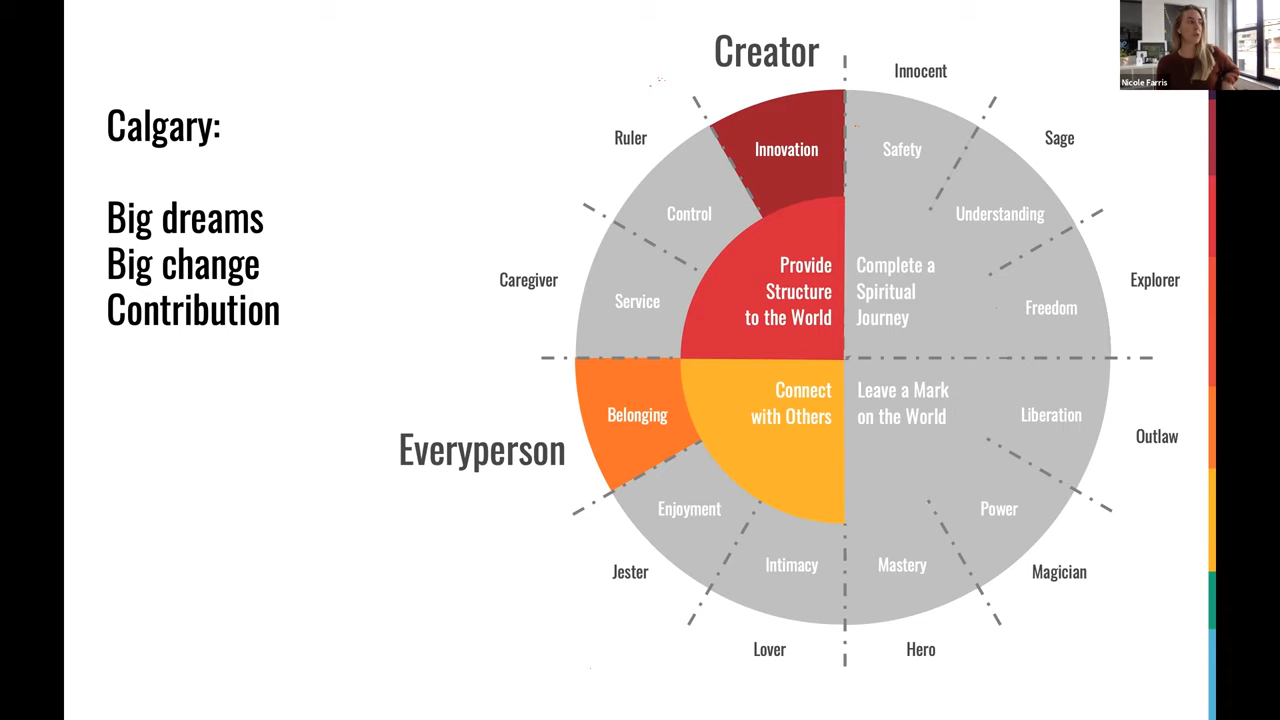 Calgary:
Big dreams
Big change
Contribution
Creator
Innocent
Ruler
Sage
Innovation
Safety
Control
Understanding
Provide
Structure
to the World
Complete a
Spiritual
Journey
Caregiver
Explorer
Service
Freedom
Connect
with Others
Leave a Mark
on the World
Belonging
Liberation
Everyperson
Outlaw
Enjoyment
Power
Jester
Intimacy
Mastery
Magician
Lover
Hero
Nicole Farris